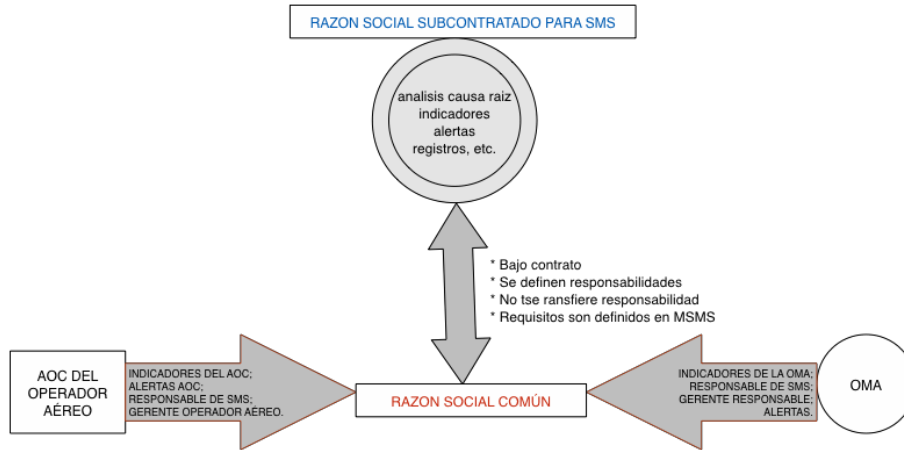 RAZON SOCIAL SUBCONTRATADO PARA SMS
analisis causa raiz
indicadores
alertas
registros, etc.
* Bajo contrato
* Se definen responsabilidades
* No tse ransfiere responsabilidad
* Requisitos son definidos en MSMS
AOC DEL
OPERADOR
AÉREO
INDICADORES DEL AOC;
ALERTAS AOC;
RESPONSABLE DE SMS;
GERENTE OPERADOR AÉREO.
RAZON SOCIAL COMÚN
INDICADORES DE LA OMA;
RESPONSABLE DE SMS;
GERENTE RESPONSABLE;
ALERTAS.
OMA